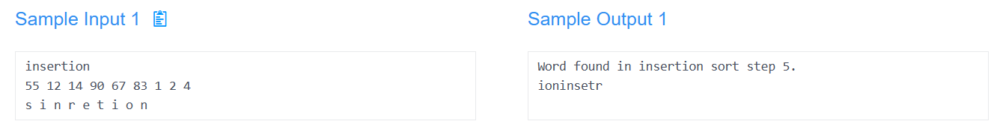 Sample Input 1
insertion
55 12 14 90 67 83 1 2 4
s i n r e t i o n
Sample Output 1
Word found in insertion sort step 5.
ioninsetr